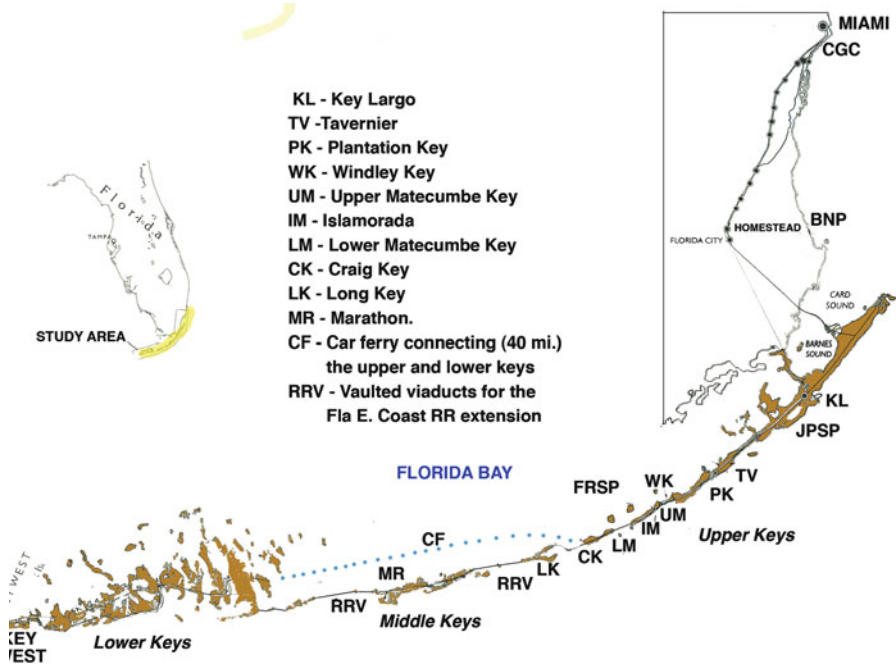 MIAMI
CGC
KL - Key Largo
TV -Tavernier
PK - Plantation Key
WK - Windley Key
UM - Upper Matecumbe Key
IM - Islamorada
LM - Lower Matecumbe Key
CK - Craig Key
LK - Long Key
MR - Marathon.
CF - Car ferry connecting (40 mi.)
the upper and lower keys
RRV - Vaulted viaducts for the
Fla E. Coast RR extension
Florida
TAMPA
STUDY AREA
BNP
HOMESTEAD
FLORIDA CITY
CARD
SOUND
BARNES
SOUND
KL
JPSP
FLORIDA BAY
TV
WK
PK
FRSP
UM
IM
LM
Upper Keys
CF
CK
LK
MR
RRV
RRV
Middle Keys
WEST
Lower Keys
KEY
WEST